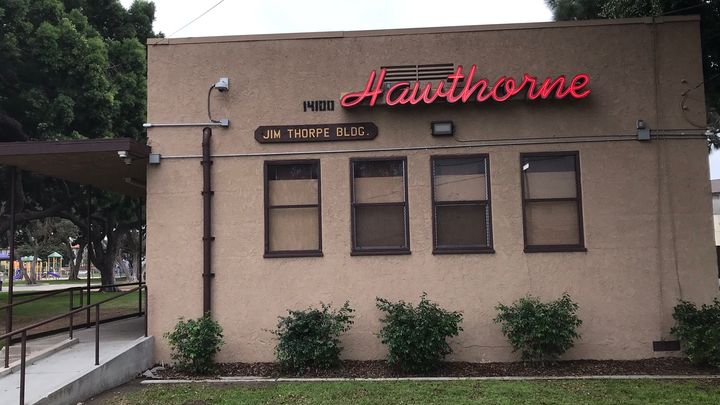 14100 Hawthorne
JIM THORPE BLDG.